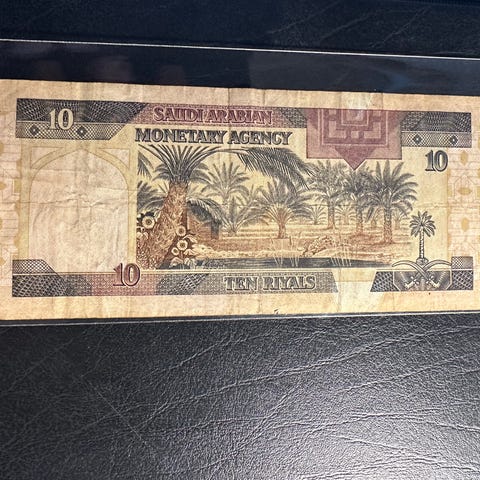 10
SAUDI ARABIAN
MONETARY AGENCY
10
10
TEN RIYALS